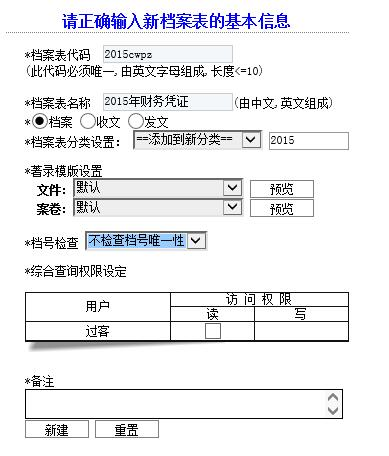 请正确输入新档案表的基本信息
*档案表代码 2015cwpz
(此代码必须唯一,由英文字母组成,长度<=10)
*档案表名称 2015年财务凭证 (由中文,英文组成)
* 档案 收文 发文
*档案表分类设置: ==添加到新分类== 2015
*著录模版设置
文件: 默认 预览
案卷: 默认 预览
*档号检查 不检查档号唯一性
*综合查询权限设定
用户 访 问 权 限
读 写
过客
*备注
新建 重置